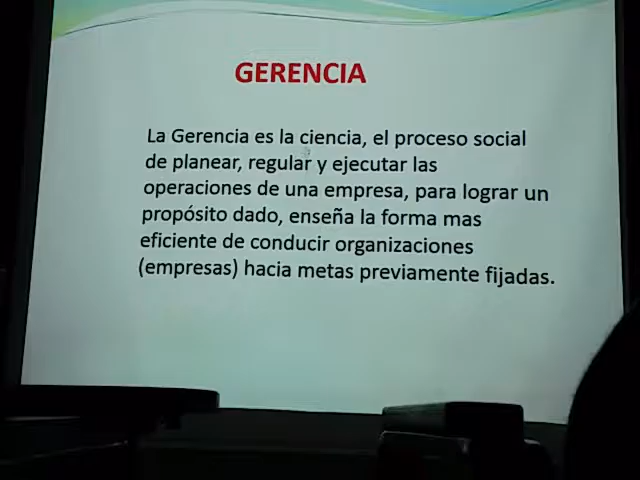 GERENCIA
La Gerencia es la ciencia, el proceso social
de planear, regular y ejecutar las
operaciones de una empresa, para lograr un
propósito dado, enseña la forma mas
eficiente de conducir organizaciones
(empresas) hacia metas previamente fijadas.